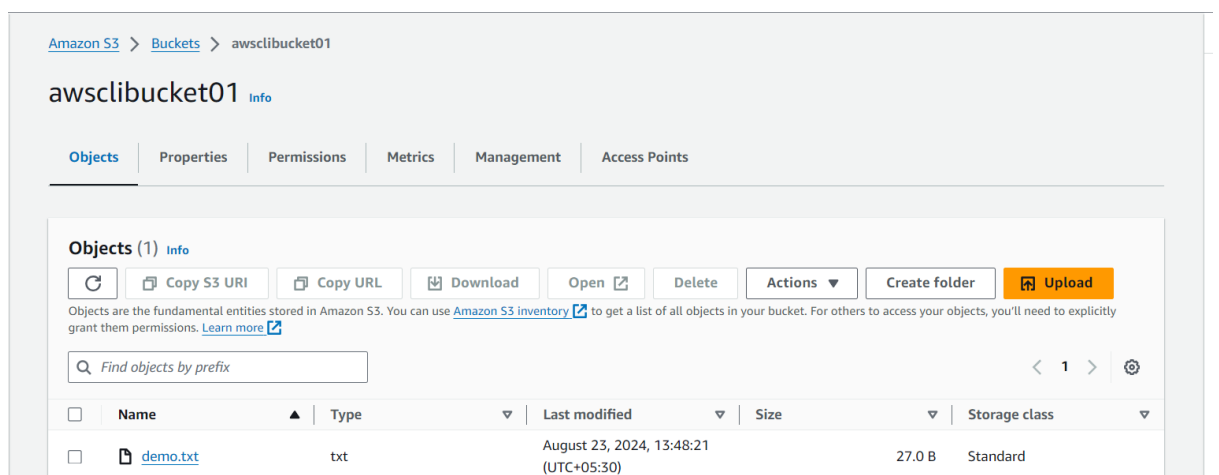 Amazon S3 > Buckets > awsclibucket01
awsclibucket01 Info
Objects Properties Permissions Metrics Management Access Points
Objects (1) Info
Copy S3 URI Copy URL Download Open Delete Actions Create folder Upload
Objects are the fundamental entities stored in Amazon S3. You can use Amazon S3 inventory to get a list of all objects in your bucket. For others to access your objects, you'll need to explicitly
grant them permissions. Learn more
Find objects by prefix
1
Name Type Last modified Size Storage class
demo.txt txt August 23, 2024, 13:48:21 (UTC+05:30) 27.0 B Standard